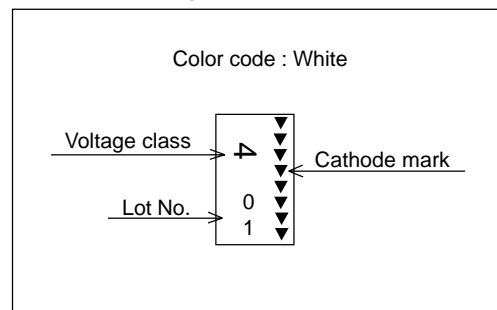 Color code : White
Voltage class
4
Cathode mark
Lot No.
0
1